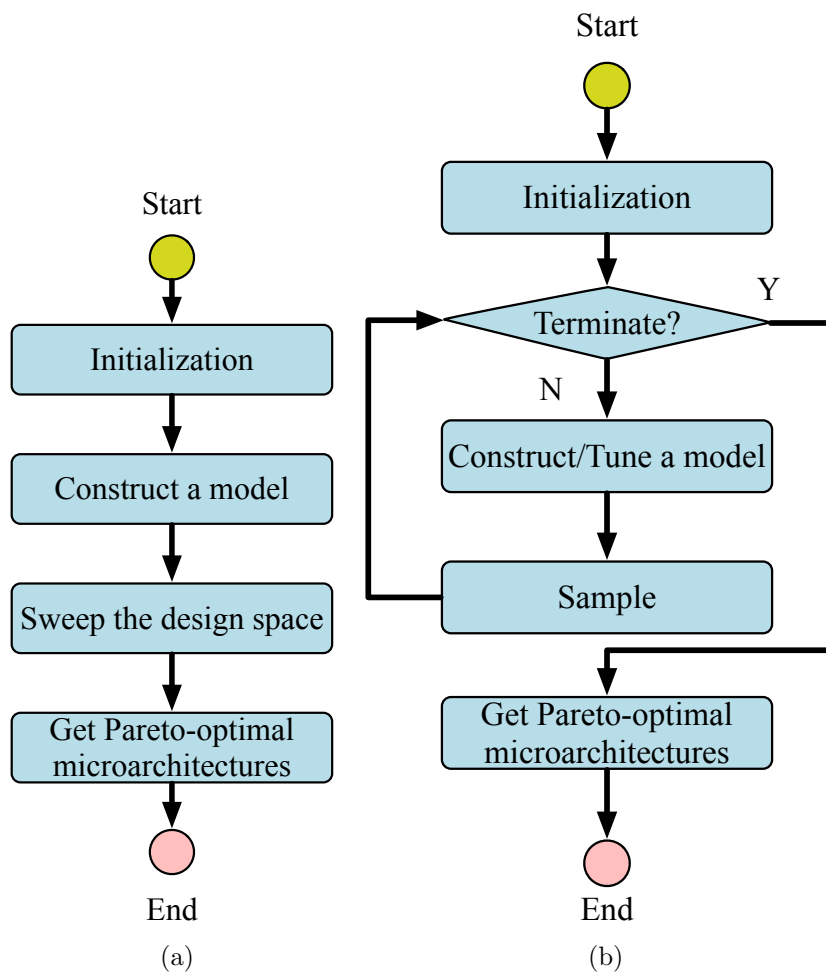 Start
Initialization
Construct a model
Sweep the design space
Get Pareto-optimal
microarchitectures
End
(a)
Start
Initialization
Terminate?
Y
N
Construct/Tune a model
Sample
Get Pareto-optimal
microarchitectures
End
(b)